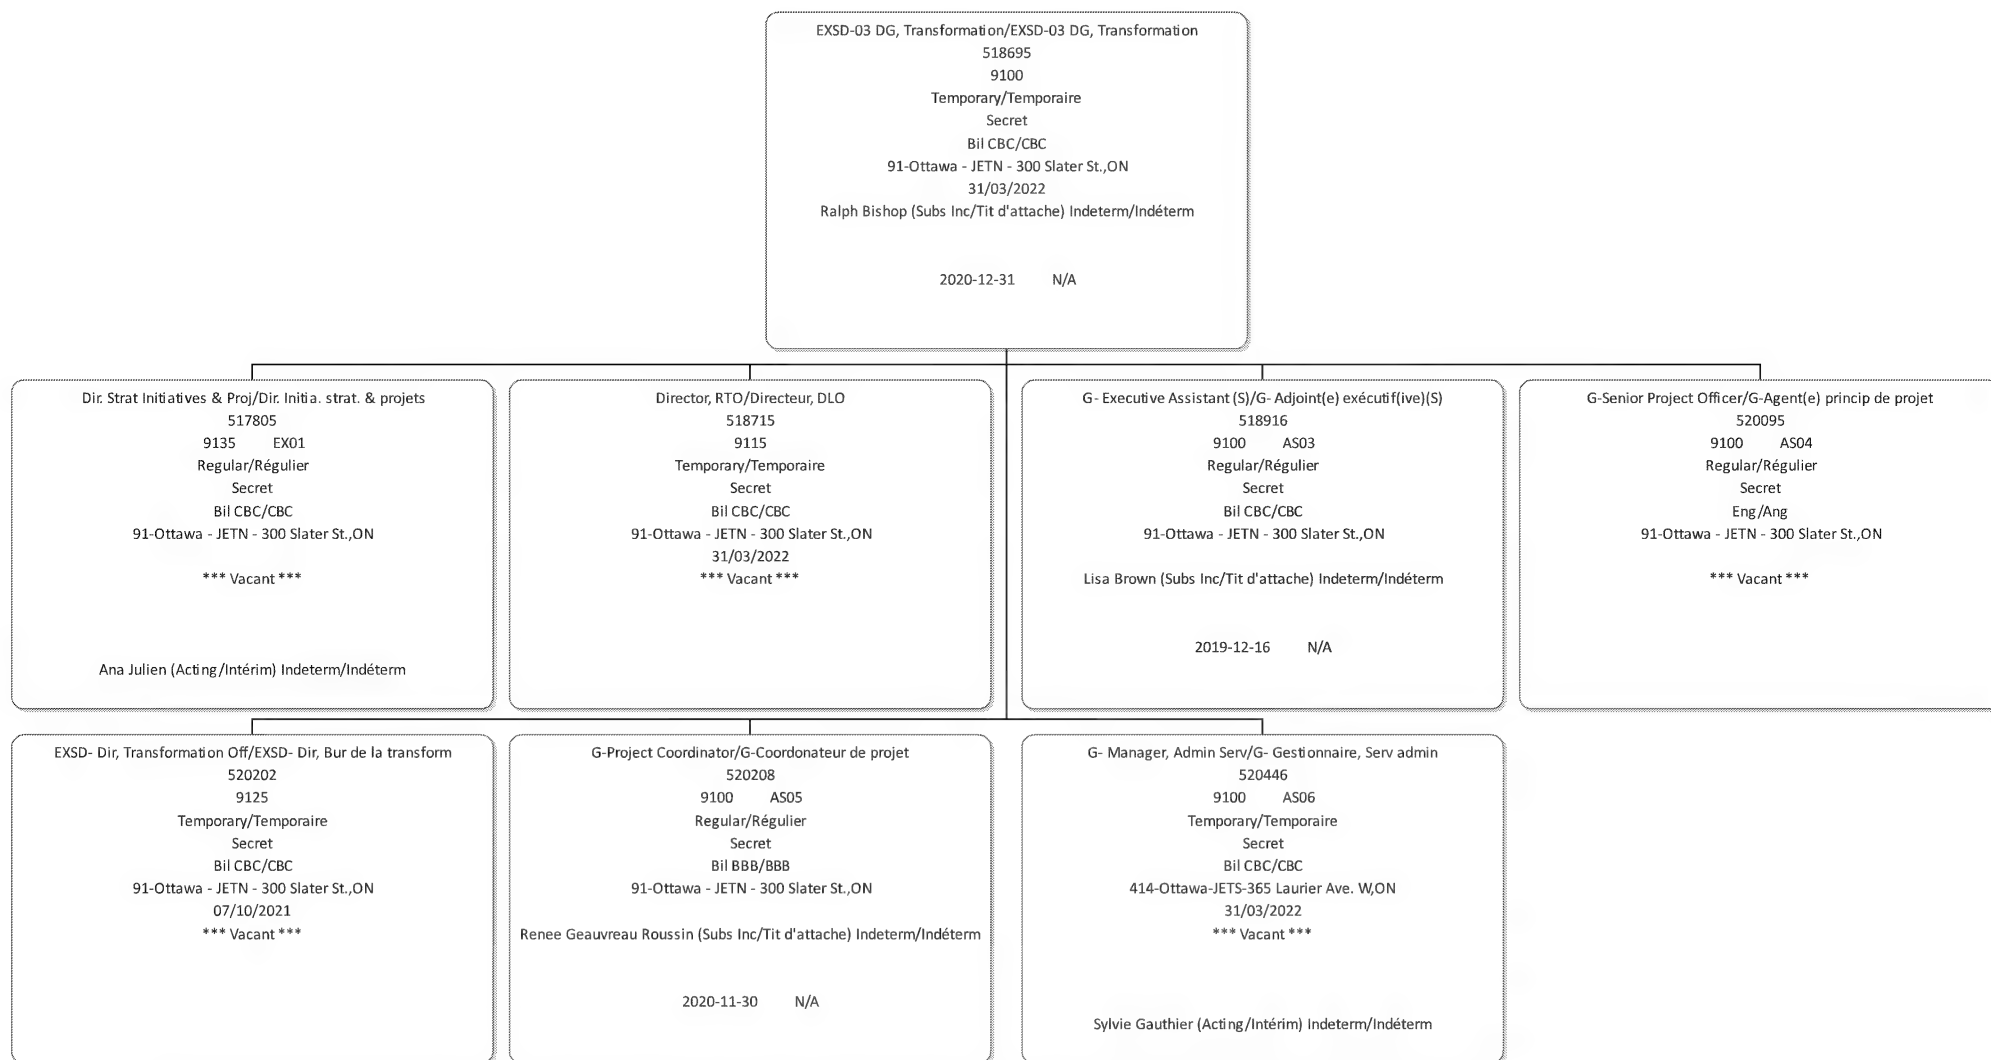 EXSD-03 DG, Transformation/EXSD-03 DG, Transformation
518695
9100
Temporary/Temporaire
Secret
Bil CBC/CBC
91-Ottawa - JETN - 300 Slater St.,ON
31/03/2022
Ralph Bishop (Subs Inc/Tit d'attache) Indeterm/Indéterm
2020-12-31 N/A
Dir. Strat Initiatives & Proj/Dir. Initia. strat. & projets
517805
9135 EX01
Regular/Régulier
Secret
Bil CBC/CBC
91-Ottawa - JETN - 300 Slater St.,ON
*** Vacant ***
Ana Julien (Acting/Intérim) Indeterm/Indéterm
Director, RTO/Directeur, DLO
518715
9115
Temporary/Temporaire
Secret
Bil CBC/CBC
91-Ottawa - JETN - 300 Slater St.,ON
31/03/2022
*** Vacant ***
G- Executive Assistant (S)/G- Adjoint(e) exécutif(ive)(S)
518916
9100 AS03
Regular/Régulier
Secret
Bil CBC/CBC
91-Ottawa - JETN - 300 Slater St.,ON
Lisa Brown (Subs Inc/Tit d'attache) Indeterm/Indéterm
2019-12-16 N/A
G-Senior Project Officer/G-Agent(e) princip de projet
520095
9100 AS04
Regular/Régulier
Secret
Eng/Ang
91-Ottawa - JETN - 300 Slater St.,ON
*** Vacant ***
EXSD- Dir, Transformation Off/EXSD- Dir, Bur de la transform
520202
9125
Temporary/Temporaire
Secret
Bil CBC/CBC
91-Ottawa - JETN - 300 Slater St.,ON
07/10/2021
*** Vacant ***
G-Project Coordinator/G-Coordonateur de projet
520208
9100 AS05
Regular/Régulier
Secret
Bil BBB/BBB
91-Ottawa - JETN - 300 Slater St.,ON
Renee Geauvreau Roussin (Subs Inc/Tit d'attache) Indeterm/Indéterm
2020-11-30 N/A
G- Manager, Admin Serv/G- Gestionnaire, Serv admin
520446
9100 AS06
Temporary/Temporaire
Secret
Bil CBC/CBC
414-Ottawa-JETS-365 Laurier Ave. W,ON
31/03/2022
*** Vacant ***
Sylvie Gauthier (Acting/Intérim) Indeterm/Indéterm